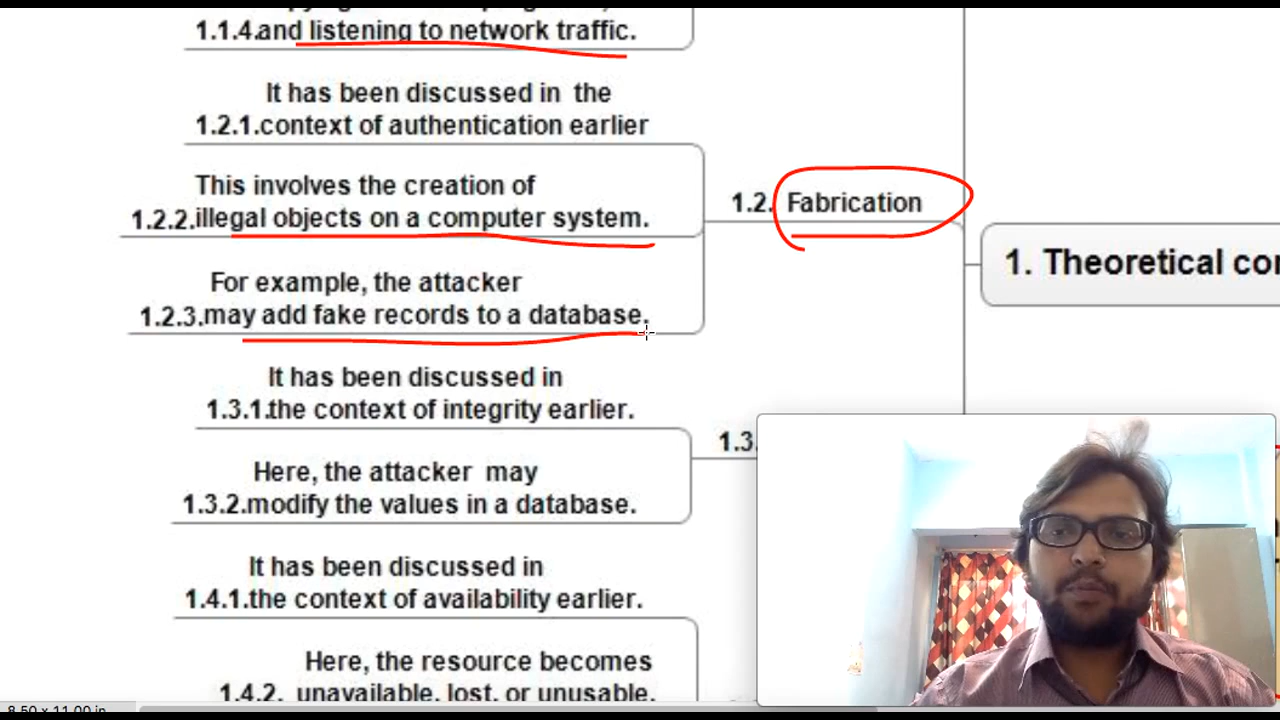 1.1.4.and listening to network traffic.
It has been discussed in the
1.2.1.context of authentication earlier
This involves the creation of
1.2.2.illegal objects on a computer system.
1.2. Fabrication
For example, the attacker
1.2.3.may add fake records to a database.
1. Theoretical
It has been discussed in
1.3.1.the context of integrity earlier.
1.3.
Here, the attacker may
1.3.2.modify the values in a database.
It has been discussed in
1.4.1.the context of availability earlier.
Here, the resource becomes
1.4.2. unavailable, lost, or unusable.
8.50 x 11.00 in